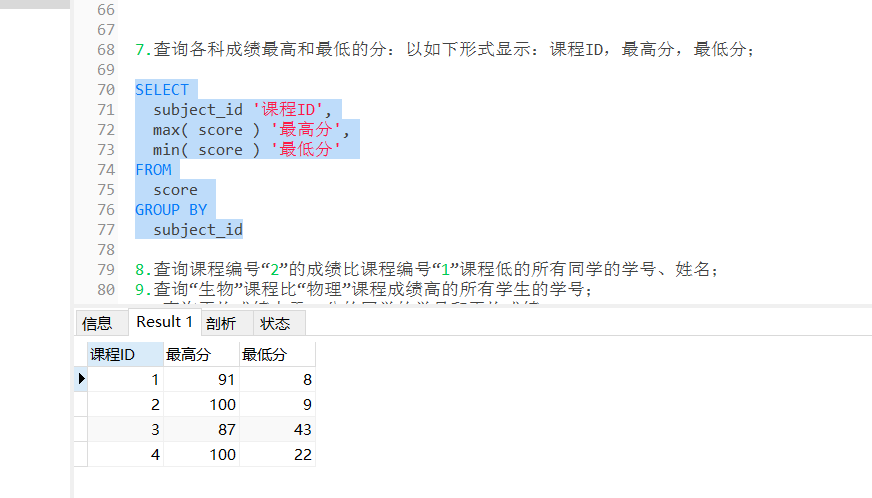 66
67
68 7.查询各科成绩最高和最低的分：以如下形式显示：课程ID，最高分，最低分；
69
70 SELECT
71 subject_id '课程ID',
72 max( score ) '最高分',
73 min( score ) '最低分'
74 FROM
75 score
76 GROUP BY
77 subject_id
78
79 8.查询课程编号“2”的成绩比课程编号“1”课程低的所有同学的学号、姓名；
80 9.查询“生物”课程比“物理”课程成绩高的所有学生的学号；
信息 Result 1 剖析 状态
课程ID 最高分 最低分
1 91 8
2 100 9
3 87 43
4 100 22